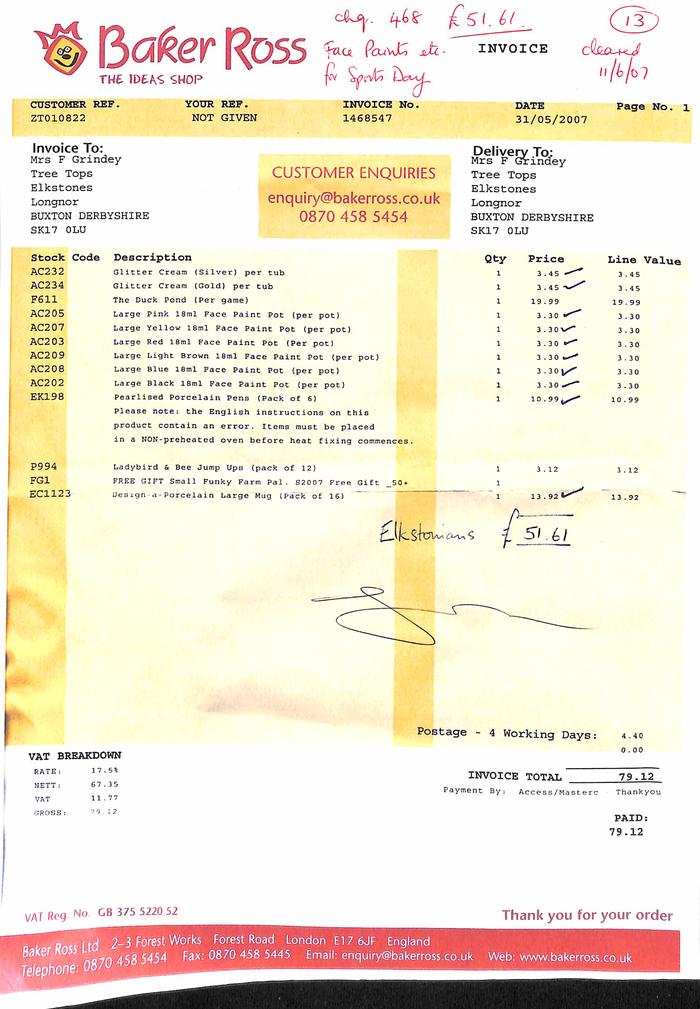 chq. 468 £51.61. 13
Baker Ross
THE IDEAS SHOP
Face Paints etc. for Sports Day
INVOICE
cleared 11/6/07
CUSTOMER REF. YOUR REF. INVOICE No. DATE Page No. 1
ZT010822 NOT GIVEN 1468547 31/05/2007
Invoice To:
Mrs F Grindey
Tree Tops
Elkstones
Longnor
BUXTON DERBYSHIRE
SK17 0LU
CUSTOMER ENQUIRIES
enquiry@bakerross.co.uk
0870 458 5454
Delivery To:
Mrs F Grindey
Tree Tops
Elkstones
Longnor
BUXTON DERBYSHIRE
SK17 0LU
Stock Code Description Qty Price Line Value
AC232 Glitter Cream (Silver) per tub 1 3.45 3.45
AC234 Glitter Cream (Gold) per tub 1 3.45 3.45
F611 The Duck Pond (Per game) 1 19.99 19.99
AC205 Large Pink 18ml Face Paint Pot (per pot) 1 3.30 3.30
AC207 Large Yellow 18ml Face Paint Pot (per pot) 1 3.30 3.30
AC203 Large Red 18ml Face Paint Pot (Per pot) 1 3.30 3.30
AC209 Large Light Brown 18ml Face Paint Pot (per pot) 1 3.30 3.30
AC208 Large Blue 18ml Face Paint Pot (per pot) 1 3.30 3.30
AC202 Large Black 18ml Face Paint Pot (per pot) 1 3.30 3.30
EK198 Pearlised Porcelain Pens (Pack of 6) 1 10.99 10.99
Please note: the English instructions on this
product contain an error. Items must be placed
in a NON-preheated oven before heat fixing commences.
P994 Ladybird & Bee Jump Ups (pack of 12) 1 3.12 3.12
FG1 FREE GIFT Small Funky Farm Pal. S2007 Free Gift _50+ 1
EC1123 Design-a-Porcelain Large Mug (Pack of 16) 1 13.92 13.92
Elkstonians £51.61
Postage - 4 Working Days: 4.40
0.00
VAT BREAKDOWN
RATE: 17.5%
NETT: 67.35
VAT 11.77
GROSS: 79.12
INVOICE TOTAL 79.12
Payment By: Access/Masterc - Thankyou
PAID:
79.12
VAT Reg. No. GB 375 5220 52
Thank you for your order
Baker Ross Ltd 2-3 Forest Works Forest Road London E17 6JF England
Telephone: 0870 458 5454 Fax: 0870 458 5445 Email: enquiry@bakerross.co.uk Web: www.bakerross.co.uk